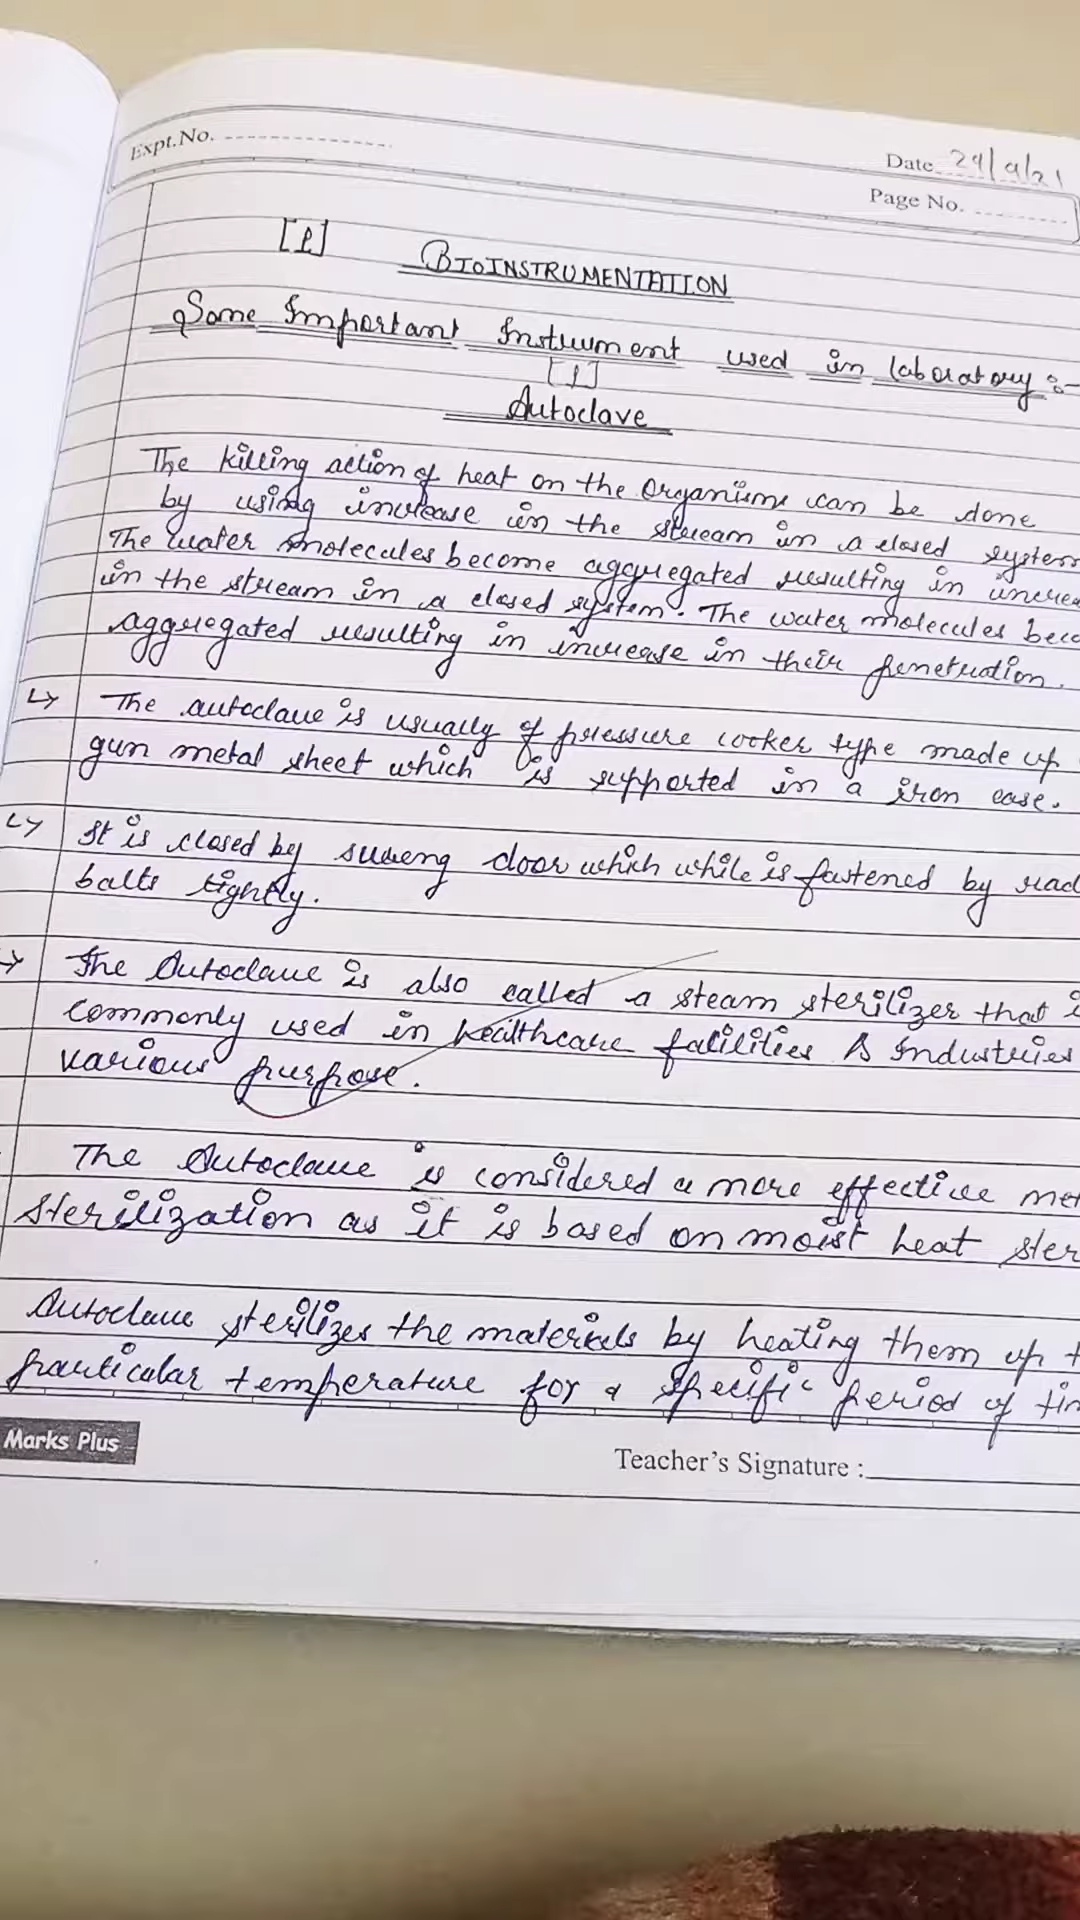 Expt.No.
Date 29/9/21
Page No.
BIOINSTRUMENTATION
Some Important Instrument used in laboratory :-
[1]
Autoclave
The killing action of heat on the Organisms can be done
by using increase in the stream in a closed system
The water molecules become aggregated resulting in increa
in the stream in a closed system. The water molecules beco
aggregated resulting in increase in their penetration.
↳ The autoclave is usually of pressure cooker type made up
gun metal sheet which is supported in a iron case.
↳ It is closed by door which while is fastened by rad
balts tightly.
→ The Autoclave is also called a steam sterilizer that i
commonly used in healthcare facilities & Industries
various purpose.
The Autoclave is considered a more effective met
sterilization as it is based on moist heat ster
Autoclave sterilizes the materials by heating them up t
particular temperature for a specific period of tim
Marks Plus
Teacher's Signature :